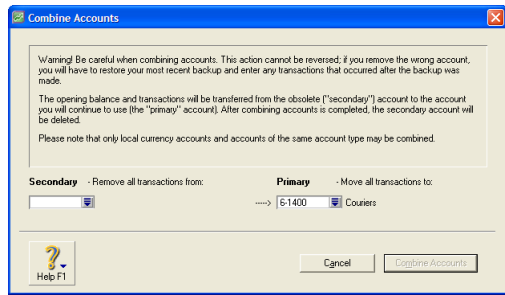 Combine Accounts
Warning! Be careful when combining accounts. This action cannot be reversed; if you remove the wrong account,
you will have to restore your most recent backup and enter any transactions that occurred after the backup was
made.
The opening balance and transactions will be transferred from the obsolete ("secondary") account to the account
you will continue to use (the "primary" account). After combining accounts is completed, the secondary account will
be deleted.
Please note that only local currency accounts and accounts of the same account type may be combined.
Secondary - Remove all transactions from: Primary - Move all transactions to:
----> 6-1400 Couriers
Help F1 Cancel Combine Accounts